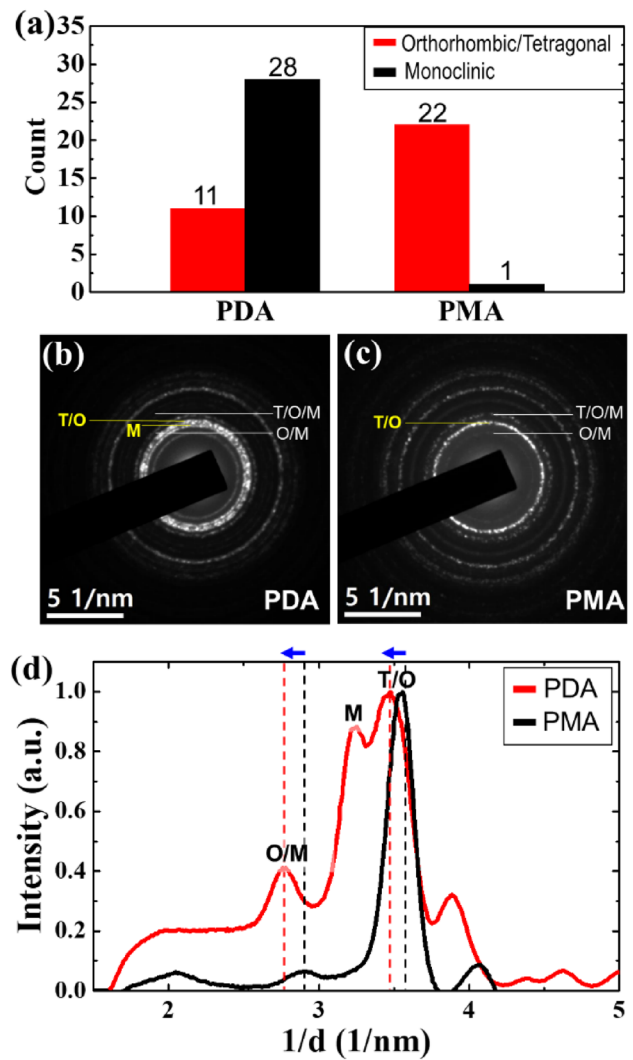 (a)
35
30
25
20
15
10
5
0
Count
Orthorhombic/Tetragonal
Monoclinic
11
28
22
1
PDA
PMA
(b)
T/O
M
T/O/M
O/M
5 1/nm
PDA
(c)
T/O
T/O/M
O/M
5 1/nm
PMA
(d)
Intensity (a.u.)
1.0
0.8
0.6
0.4
0.2
0.0
O/M
M
T/O
PDA
PMA
2
3
4
5
1/d (1/nm)